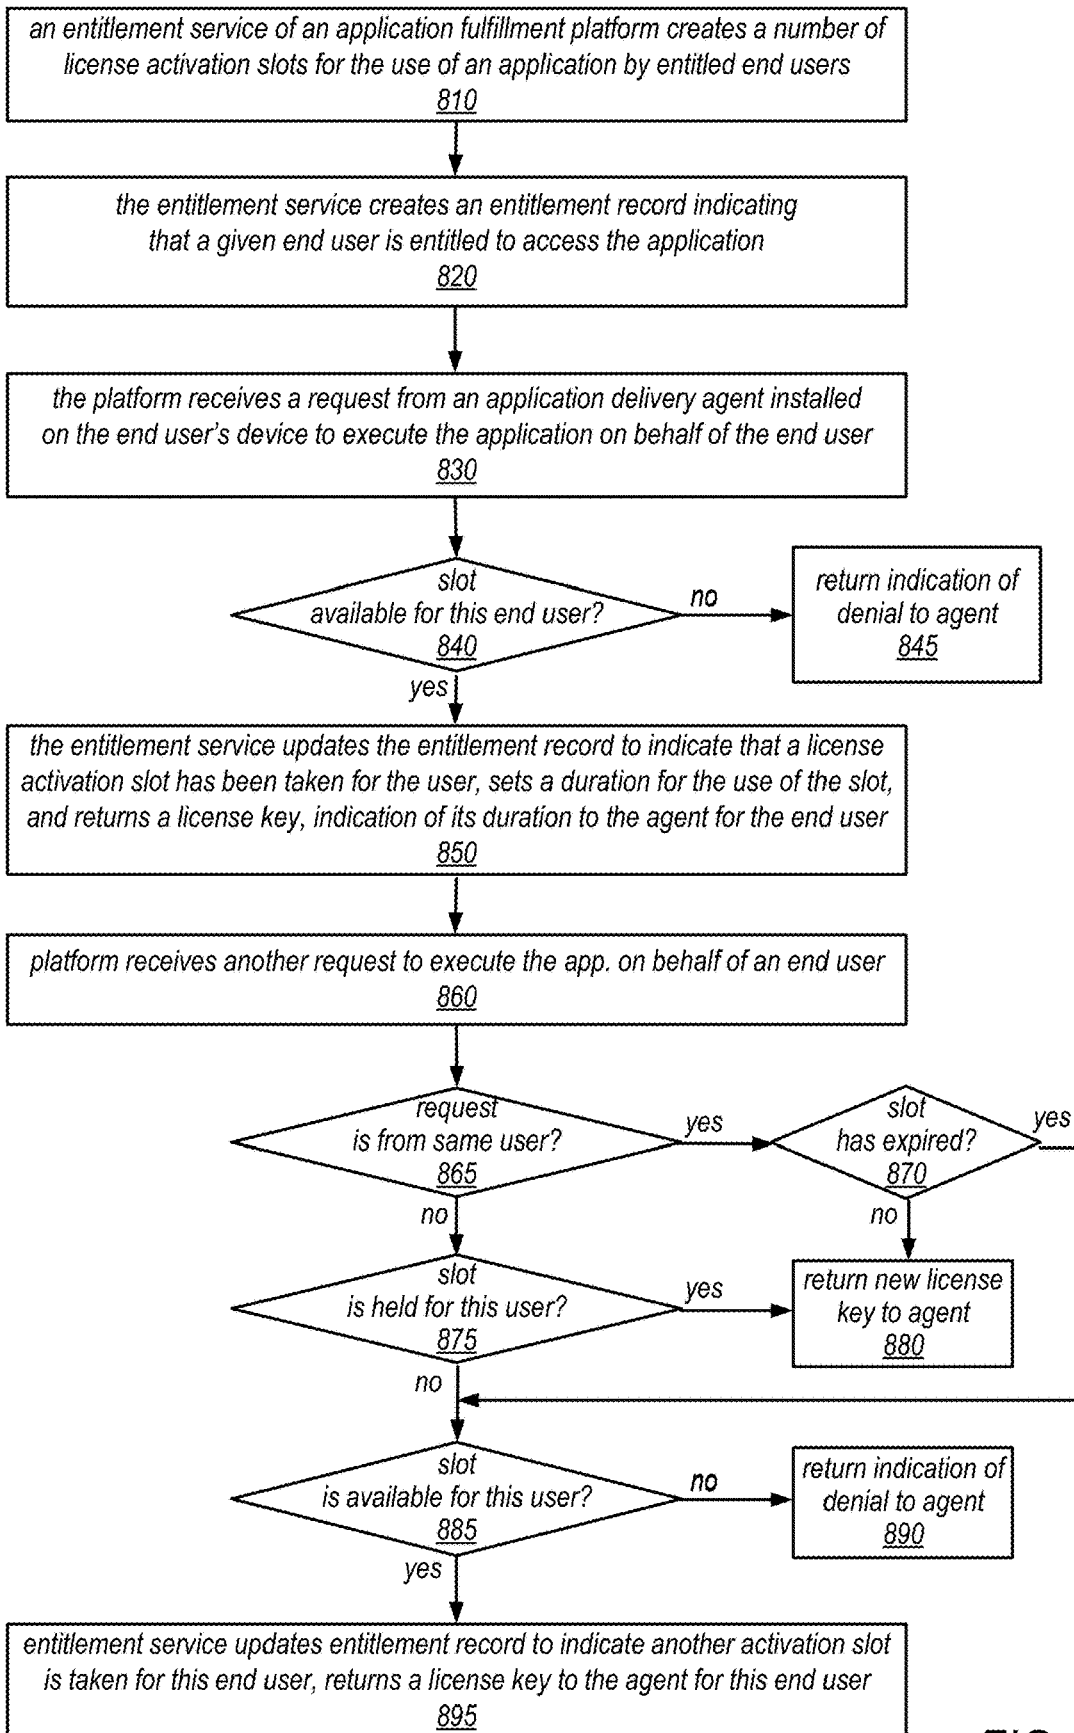 an entitlement service of an application fulfillment platform creates a number of
license activation slots for the use of an application by entitled end users
810
the entitlement service creates an entitlement record indicating
that a given end user is entitled to access the application
820
the platform receives a request from an application delivery agent installed
on the end user's device to execute the application on behalf of the end user
830
slot
available for this end user?
840
no
return indication of
denial to agent
845
yes
the entitlement service updates the entitlement record to indicate that a license
activation slot has been taken for the user, sets a duration for the use of the slot,
and returns a license key, indication of its duration to the agent for the end user
850
platform receives another request to execute the app. on behalf of an end user
860
request
is from same user?
865
yes
slot
has expired?
870
yes
no
no
slot
is held for this user?
875
yes
return new license
key to agent
880
no
slot
is available for this user?
885
no
return indication of
denial to agent
890
yes
entitlement service updates entitlement record to indicate another activation slot
is taken for this end user, returns a license key to the agent for this end user
895